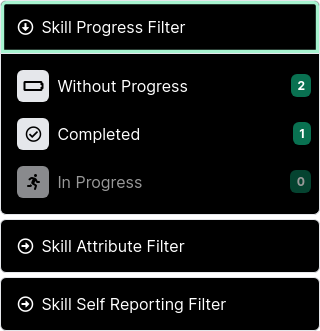 Skill Progress Filter
Without Progress 2
Completed 1
In Progress 0
Skill Attribute Filter
Skill Self Reporting Filter